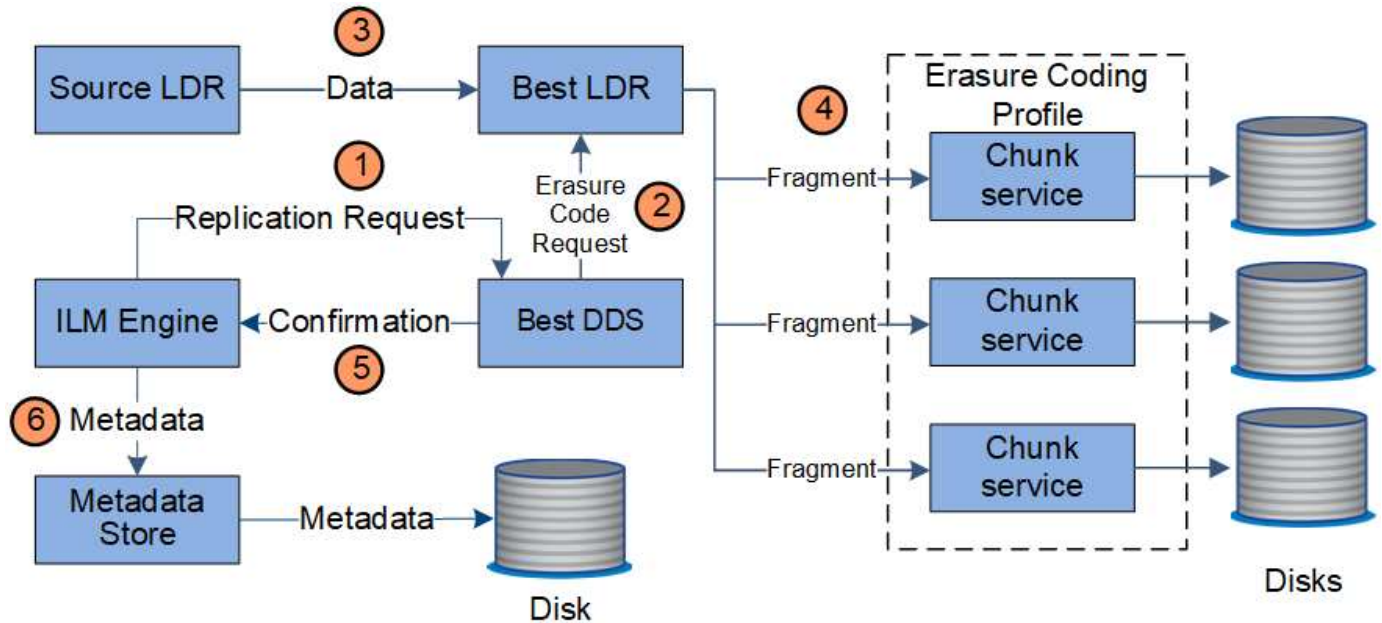 3
Source LDR
Data
Best LDR
4
Erasure Coding
Profile
Chunk
service
Fragment
1
Replication Request
Erasure
Code
Request
2
ILM Engine
Confirmation
Best DDS
5
Fragment
Chunk
service
6
Metadata
Metadata
Store
Metadata
Disk
Fragment
Chunk
service
Disks